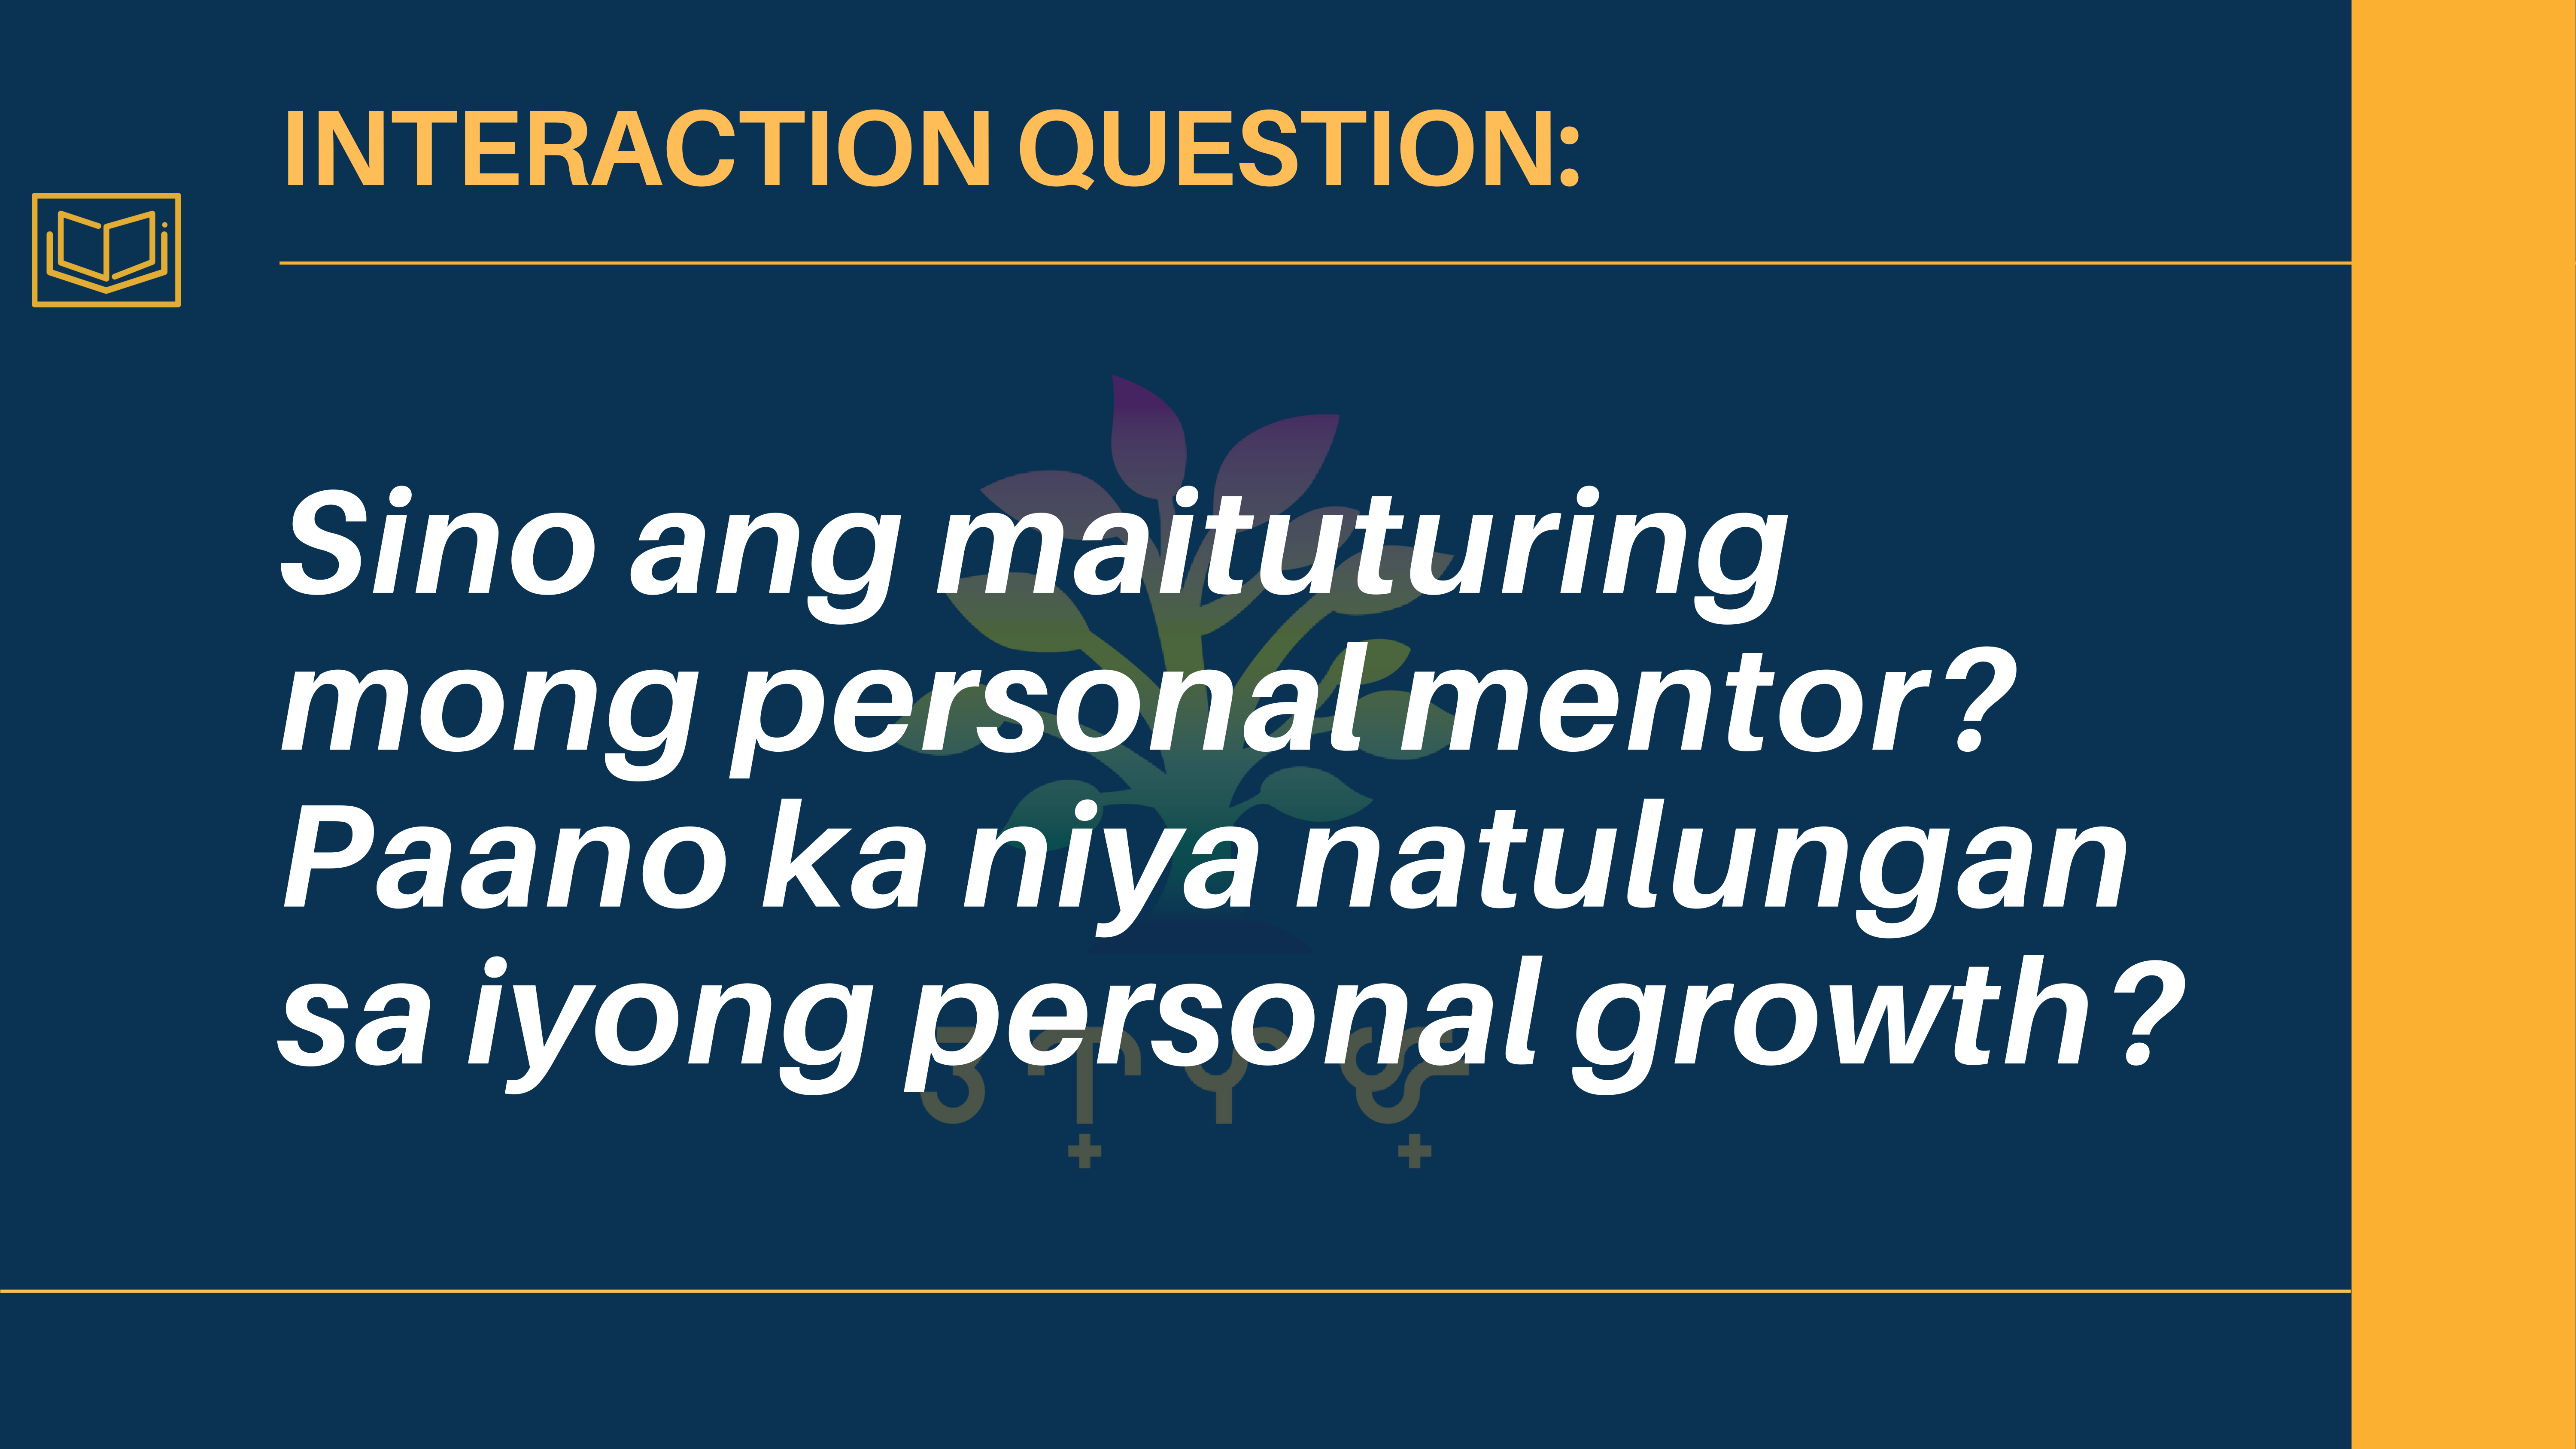 INTERACTION QUESTION:
Sino ang maituturing
mong personal mentor?
Paano ka niya natulungan
sa iyong personal growth?